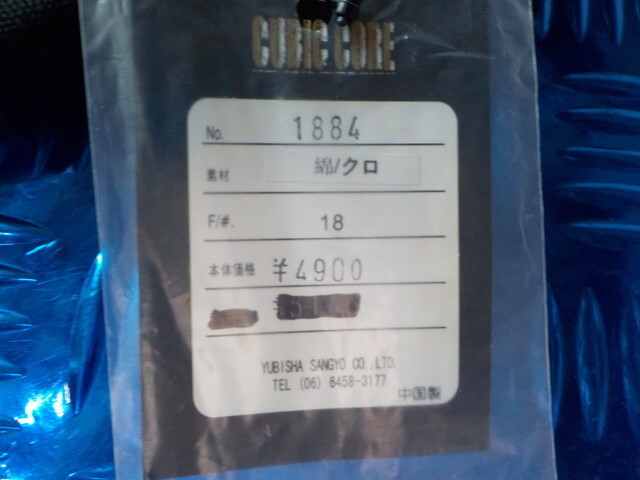 CUBIC CORE
No. 1884
素材 綿/クロ
F/#. 18
本体価格 ¥4900
YUBISHA SANGYO CO.,LTD.
TEL (06) 6458-3177
中国製